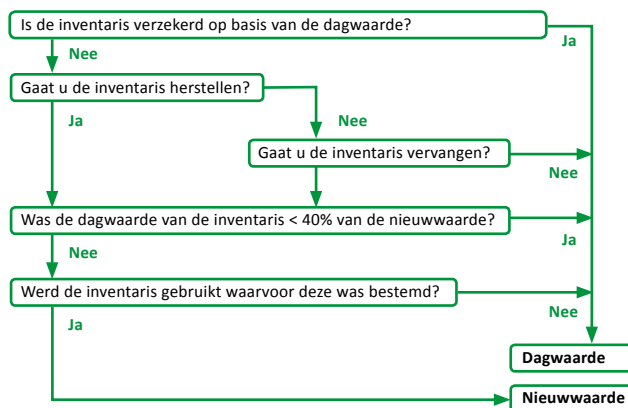 Is de inventaris verzekerd op basis van de dagwaarde?
Nee
Ja
Gaat u de inventaris herstellen?
Ja
Nee
Gaat u de inventaris vervangen?
Nee
Was de dagwaarde van de inventaris < 40% van de nieuwwaarde?
Nee
Ja
Werd de inventaris gebruikt waarvoor deze was bestemd?
Ja
Nee
Dagwaarde
Nieuwwaarde